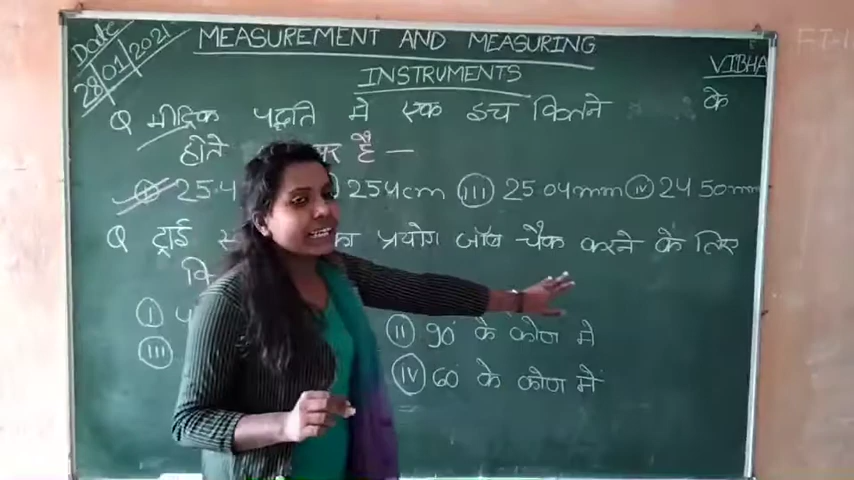 Date 28/01/2021
MEASUREMENT AND MEASURING
INSTRUMENTS
VIBHA
Q मीट्रिक पद्धति मे एक इंच कितने के
होते है —
(i) 25.4 254cm (iii) 25.04mm (iv) 24.50mm
Q ट्राई का प्रयोग जॉब चैक करने के लिए
(i) (ii) 90° के कोण मे
(iii) (iv) 60° के कोण में